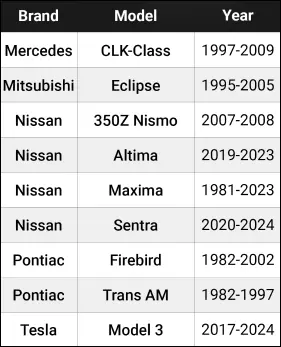 Brand Model Year
Mercedes CLK-Class 1997-2009
Mitsubishi Eclipse 1995-2005
Nissan 350Z Nismo 2007-2008
Nissan Altima 2019-2023
Nissan Maxima 1981-2023
Nissan Sentra 2020-2024
Pontiac Firebird 1982-2002
Pontiac Trans AM 1982-1997
Tesla Model 3 2017-2024